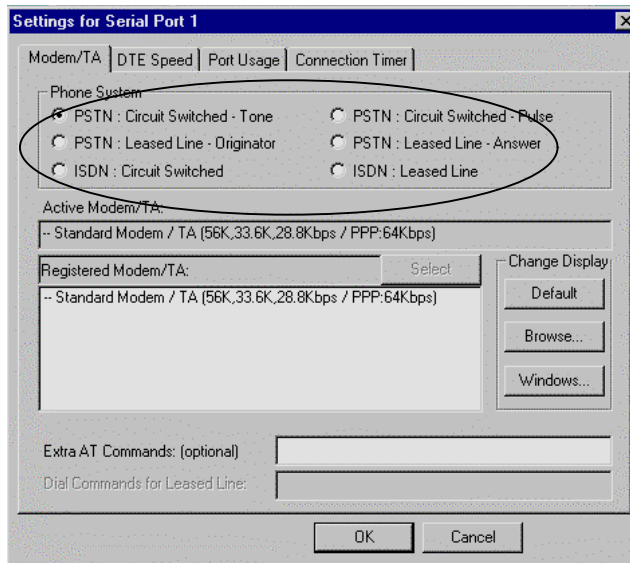 Settings for Serial Port 1
Modem/TA DTE Speed Port Usage Connection Timer
Phone System
PSTN : Circuit Switched - Tone PSTN : Circuit Switched - Pulse
PSTN : Leased Line - Originator PSTN : Leased Line - Answer
ISDN : Circuit Switched ISDN : Leased Line
Active Modem/TA:
-- Standard Modem / TA (56K,33.6K,28.8Kbps / PPP:64Kbps)
Registered Modem/TA: Select Change Display
-- Standard Modem / TA (56K,33.6K,28.8Kbps / PPP:64Kbps) Default
Browse...
Windows...
Extra AT Commands: (optional)
Dial Commands for Leased Line:
OK Cancel